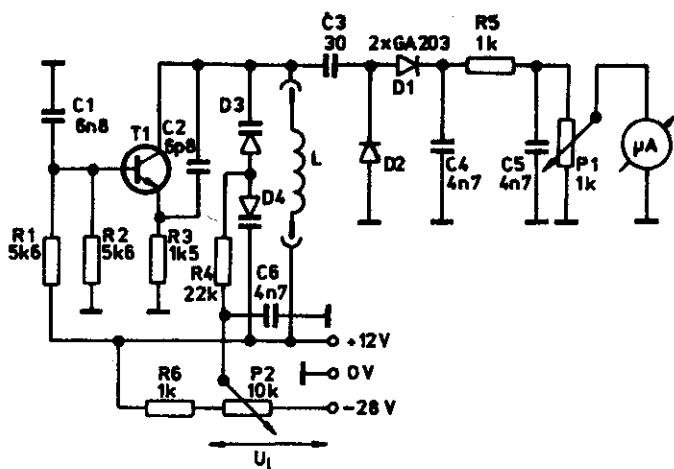 C3
30
2xGA203
D1
R5
1k
C1
6n8
T1
C2
6p8
D3
D4
L
D2
C4
4n7
C5
4n7
P1
1k
µA
R1
5k6
R2
5k6
R3
1k5
R4
22k
C6
4n7
+12V
0V
-28V
R6
1k
P2
10k
UL